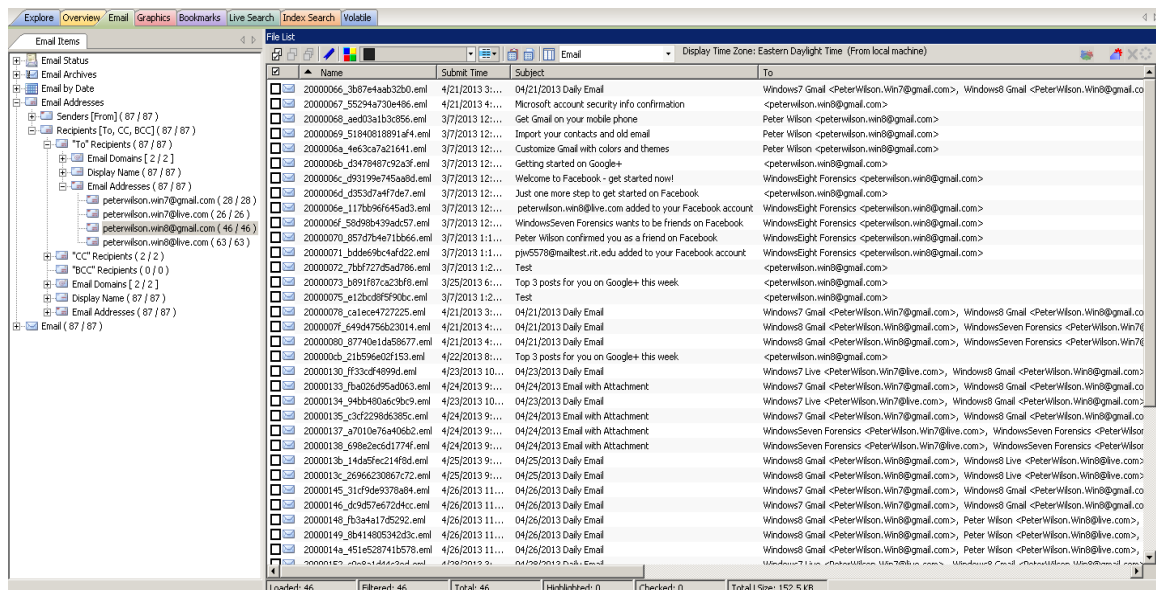 Explore Overview Email Graphics Bookmarks Live Search Index Search Volatile
Email Items
Email Status
Email Archives
Email by Date
Email Addresses
Senders [From] ( 87 / 87 )
Recipients [To, CC, BCC] ( 87 / 87 )
"To" Recipients ( 87 / 87 )
Email Domains [ 2 / 2 ]
Display Name ( 87 / 87 )
Email Addresses ( 87 / 87 )
peterwilson.win7@gmail.com ( 28 / 28 )
peterwilson.win7@live.com ( 26 / 26 )
peterwilson.win8@gmail.com ( 46 / 46 )
peterwilson.win8@live.com ( 63 / 63 )
"CC" Recipients ( 2 / 2 )
"BCC" Recipients ( 0 / 0 )
Email Domains [ 2 / 2 ]
Display Name ( 87 / 87 )
Email Addresses ( 87 / 87 )
Email ( 87 / 87 )
File List
Email Display Time Zone: Eastern Daylight Time (From local machine)
Name Submit Time Subject To
20000066_3b87e4aab32b0.eml 4/21/2013 3:... 04/21/2013 Daily Email Windows7 Gmail <PeterWilson.Win7@gmail.com>, Windows8 Gmail <PeterWilson.Win8@gmail.co
20000067_55294a730e486.eml 4/21/2013 4:... Microsoft account security info confirmation <peterwilson.win8@gmail.com>
20000068_aed03a1b3c856.eml 3/7/2013 12:... Get Gmail on your mobile phone Peter Wilson <peterwilson.win8@gmail.com>
20000069_51840818891af4.eml 3/7/2013 12:... Import your contacts and old email Peter Wilson <peterwilson.win8@gmail.com>
2000006a_4e63ca7a21641.eml 3/7/2013 12:... Customize Gmail with colors and themes Peter Wilson <peterwilson.win8@gmail.com>
2000006b_d3478487c92a3f.eml 3/7/2013 12:... Getting started on Google+ <peterwilson.win8@gmail.com>
2000006c_d93199e745aa8d.eml 3/7/2013 12:... Welcome to Facebook - get started now! WindowsEight Forensics <peterwilson.win8@gmail.com>
2000006d_d353d7a4f7de7.eml 3/7/2013 12:... Just one more step to get started on Facebook WindowsEight Forensics <peterwilson.win8@gmail.com>
2000006e_117bb96f645ad3.eml 3/7/2013 12:... peterwilson.win8@live.com added to your Facebook account WindowsEight Forensics <peterwilson.win8@gmail.com>
2000006f_58d98b439adc57.eml 3/7/2013 12:... WindowsSeven Forensics wants to be friends on Facebook WindowsEight Forensics <peterwilson.win8@gmail.com>
20000070_857d7b4e71bb66.eml 3/7/2013 1:1... Peter Wilson confirmed you as a friend on Facebook WindowsEight Forensics <peterwilson.win8@gmail.com>
20000071_bdde69bc4afd22.eml 3/7/2013 1:1... pjw5578@mailtest.rit.edu added to your Facebook account WindowsEight Forensics <peterwilson.win8@gmail.com>
20000072_7bbf727d5ad786.eml 3/7/2013 1:2... Test <peterwilson.win8@gmail.com>
20000073_b891f87ca23bf8.eml 3/25/2013 6:... Top 3 posts for you on Google+ this week <peterwilson.win8@gmail.com>
20000075_e12bcd8f5f90bc.eml 3/7/2013 1:2... Test <peterwilson.win8@gmail.com>
20000078_ca1ece4727225.eml 4/21/2013 3:... 04/21/2013 Daily Email Windows7 Gmail <PeterWilson.Win7@gmail.com>, Windows8 Gmail <PeterWilson.Win8@gmail.co
2000007f_649d4756b23014.eml 4/21/2013 4:... 04/21/2013 Daily Email Windows8 Gmail <PeterWilson.Win8@gmail.com>, WindowsSeven Forensics <PeterWilson.Win7@
20000080_87740e1da58677.eml 4/21/2013 4:... 04/21/2013 Daily Email Windows8 Gmail <PeterWilson.Win8@gmail.com>, WindowsSeven Forensics <PeterWilson.Win7@
200000cb_21b596e02f153.eml 4/22/2013 8:... Top 3 posts for you on Google+ this week <peterwilson.win8@gmail.com>
20000130_ff33cdf4899d.eml 4/23/2013 10... 04/23/2013 Daily Email Windows7 Live <PeterWilson.Win7@live.com>, Windows8 Gmail <PeterWilson.Win8@gmail.com>
20000133_fba026d95ad063.eml 4/24/2013 9:... 04/24/2013 Email with Attachment Windows7 Gmail <PeterWilson.Win7@gmail.com>, Windows8 Gmail <PeterWilson.Win8@gmail.co
20000134_94bb480a6c9bc9.eml 4/23/2013 10... 04/23/2013 Daily Email Windows7 Live <PeterWilson.Win7@live.com>, Windows8 Gmail <PeterWilson.Win8@gmail.com>
20000135_c3cf2298d6385c.eml 4/24/2013 9:... 04/24/2013 Email with Attachment Windows7 Gmail <PeterWilson.Win7@gmail.com>, Windows8 Gmail <PeterWilson.Win8@gmail.co
20000137_a7010e76a406b2.eml 4/24/2013 9:... 04/24/2013 Email with Attachment WindowsSeven Forensics <PeterWilson.Win7@live.com>, WindowsEight Forensics <PeterWilsor
20000138_698e2ec6d1774f.eml 4/24/2013 9:... 04/24/2013 Email with Attachment WindowsSeven Forensics <PeterWilson.Win7@live.com>, WindowsEight Forensics <PeterWilsor
2000013b_14da5fec214f8d.eml 4/25/2013 9:... 04/25/2013 Daily Email Windows8 Gmail <PeterWilson.Win8@gmail.com>, Windows8 Live <PeterWilson.Win8@live.com>
2000013c_26966230867c72.eml 4/25/2013 9:... 04/25/2013 Daily Email Windows8 Gmail <PeterWilson.Win8@gmail.com>, Windows8 Live <PeterWilson.Win8@live.com>
20000145_31cf9de9378a84.eml 4/26/2013 11... 04/26/2013 Daily Email Windows7 Gmail <PeterWilson.Win7@gmail.com>, Windows8 Gmail <PeterWilson.Win8@gmail.co
20000146_dc9d57e672d4cc.eml 4/26/2013 11... 04/26/2013 Daily Email Windows7 Gmail <PeterWilson.Win7@gmail.com>, Windows8 Gmail <PeterWilson.Win8@gmail.co
20000148_fb3a4a17d5292.eml 4/26/2013 11... 04/26/2013 Daily Email Windows8 Gmail <PeterWilson.Win8@gmail.com>, Peter Wilson <PeterWilson.Win8@live.com>,
20000149_8b414805342d3c.eml 4/26/2013 11... 04/26/2013 Daily Email Windows8 Gmail <PeterWilson.Win8@gmail.com>, Peter Wilson <PeterWilson.Win8@live.com>,
2000014a_451e528741b578.eml 4/26/2013 11... 04/26/2013 Daily Email Windows8 Gmail <PeterWilson.Win8@gmail.com>, Peter Wilson <PeterWilson.Win8@live.com>,
Loaded: 46 Filtered: 46 Total: 46 Highlighted: 0 Checked: 0 Total LSize: 152.5 KB